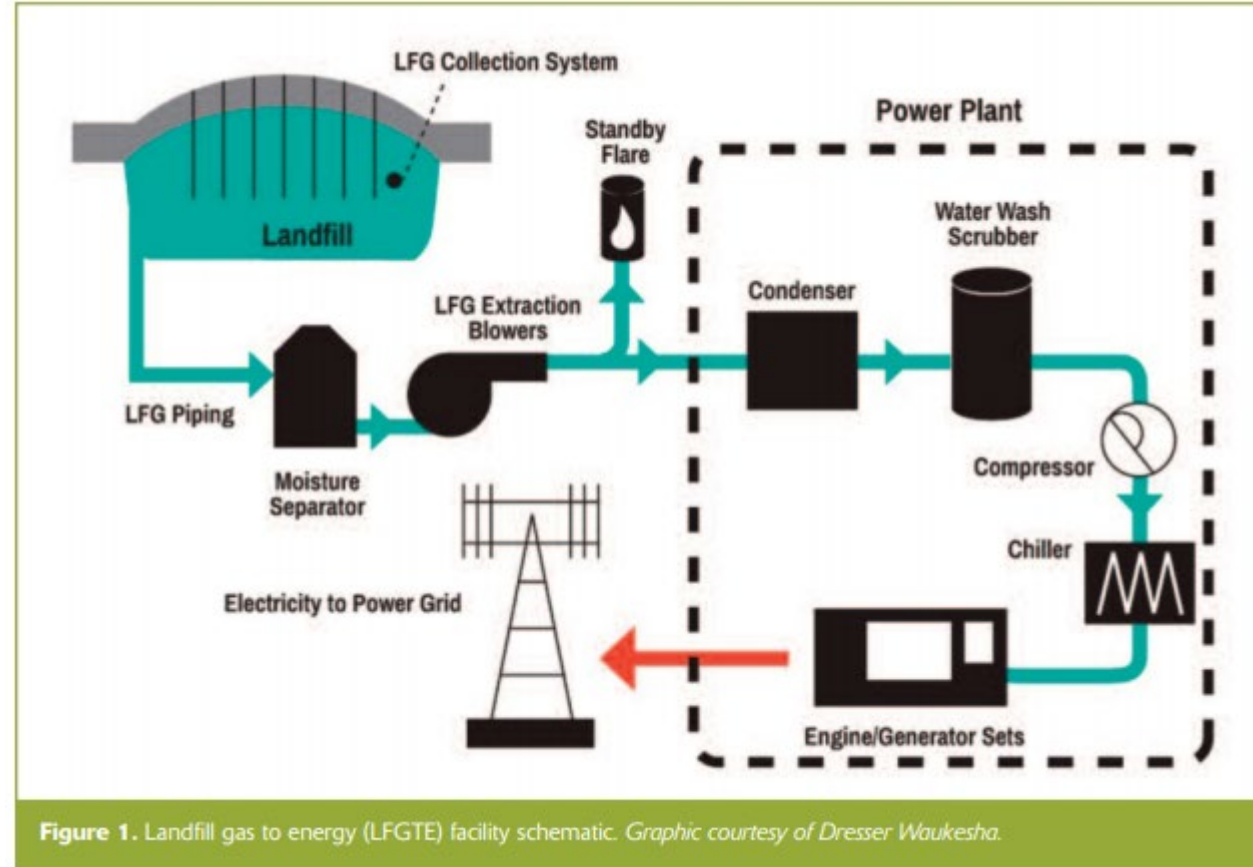 LFG Collection System
Landfill
Standby
Flare
Power Plant
Water Wash
Scrubber
Condenser
LFG Extraction
Blowers
LFG Piping
Moisture
Separator
Compressor
Chiller
Electricity to Power Grid
Engine/Generator Sets
Figure 1. Landfill gas to energy (LFGTE) facility schematic. Graphic courtesy of Dresser Waukesha.